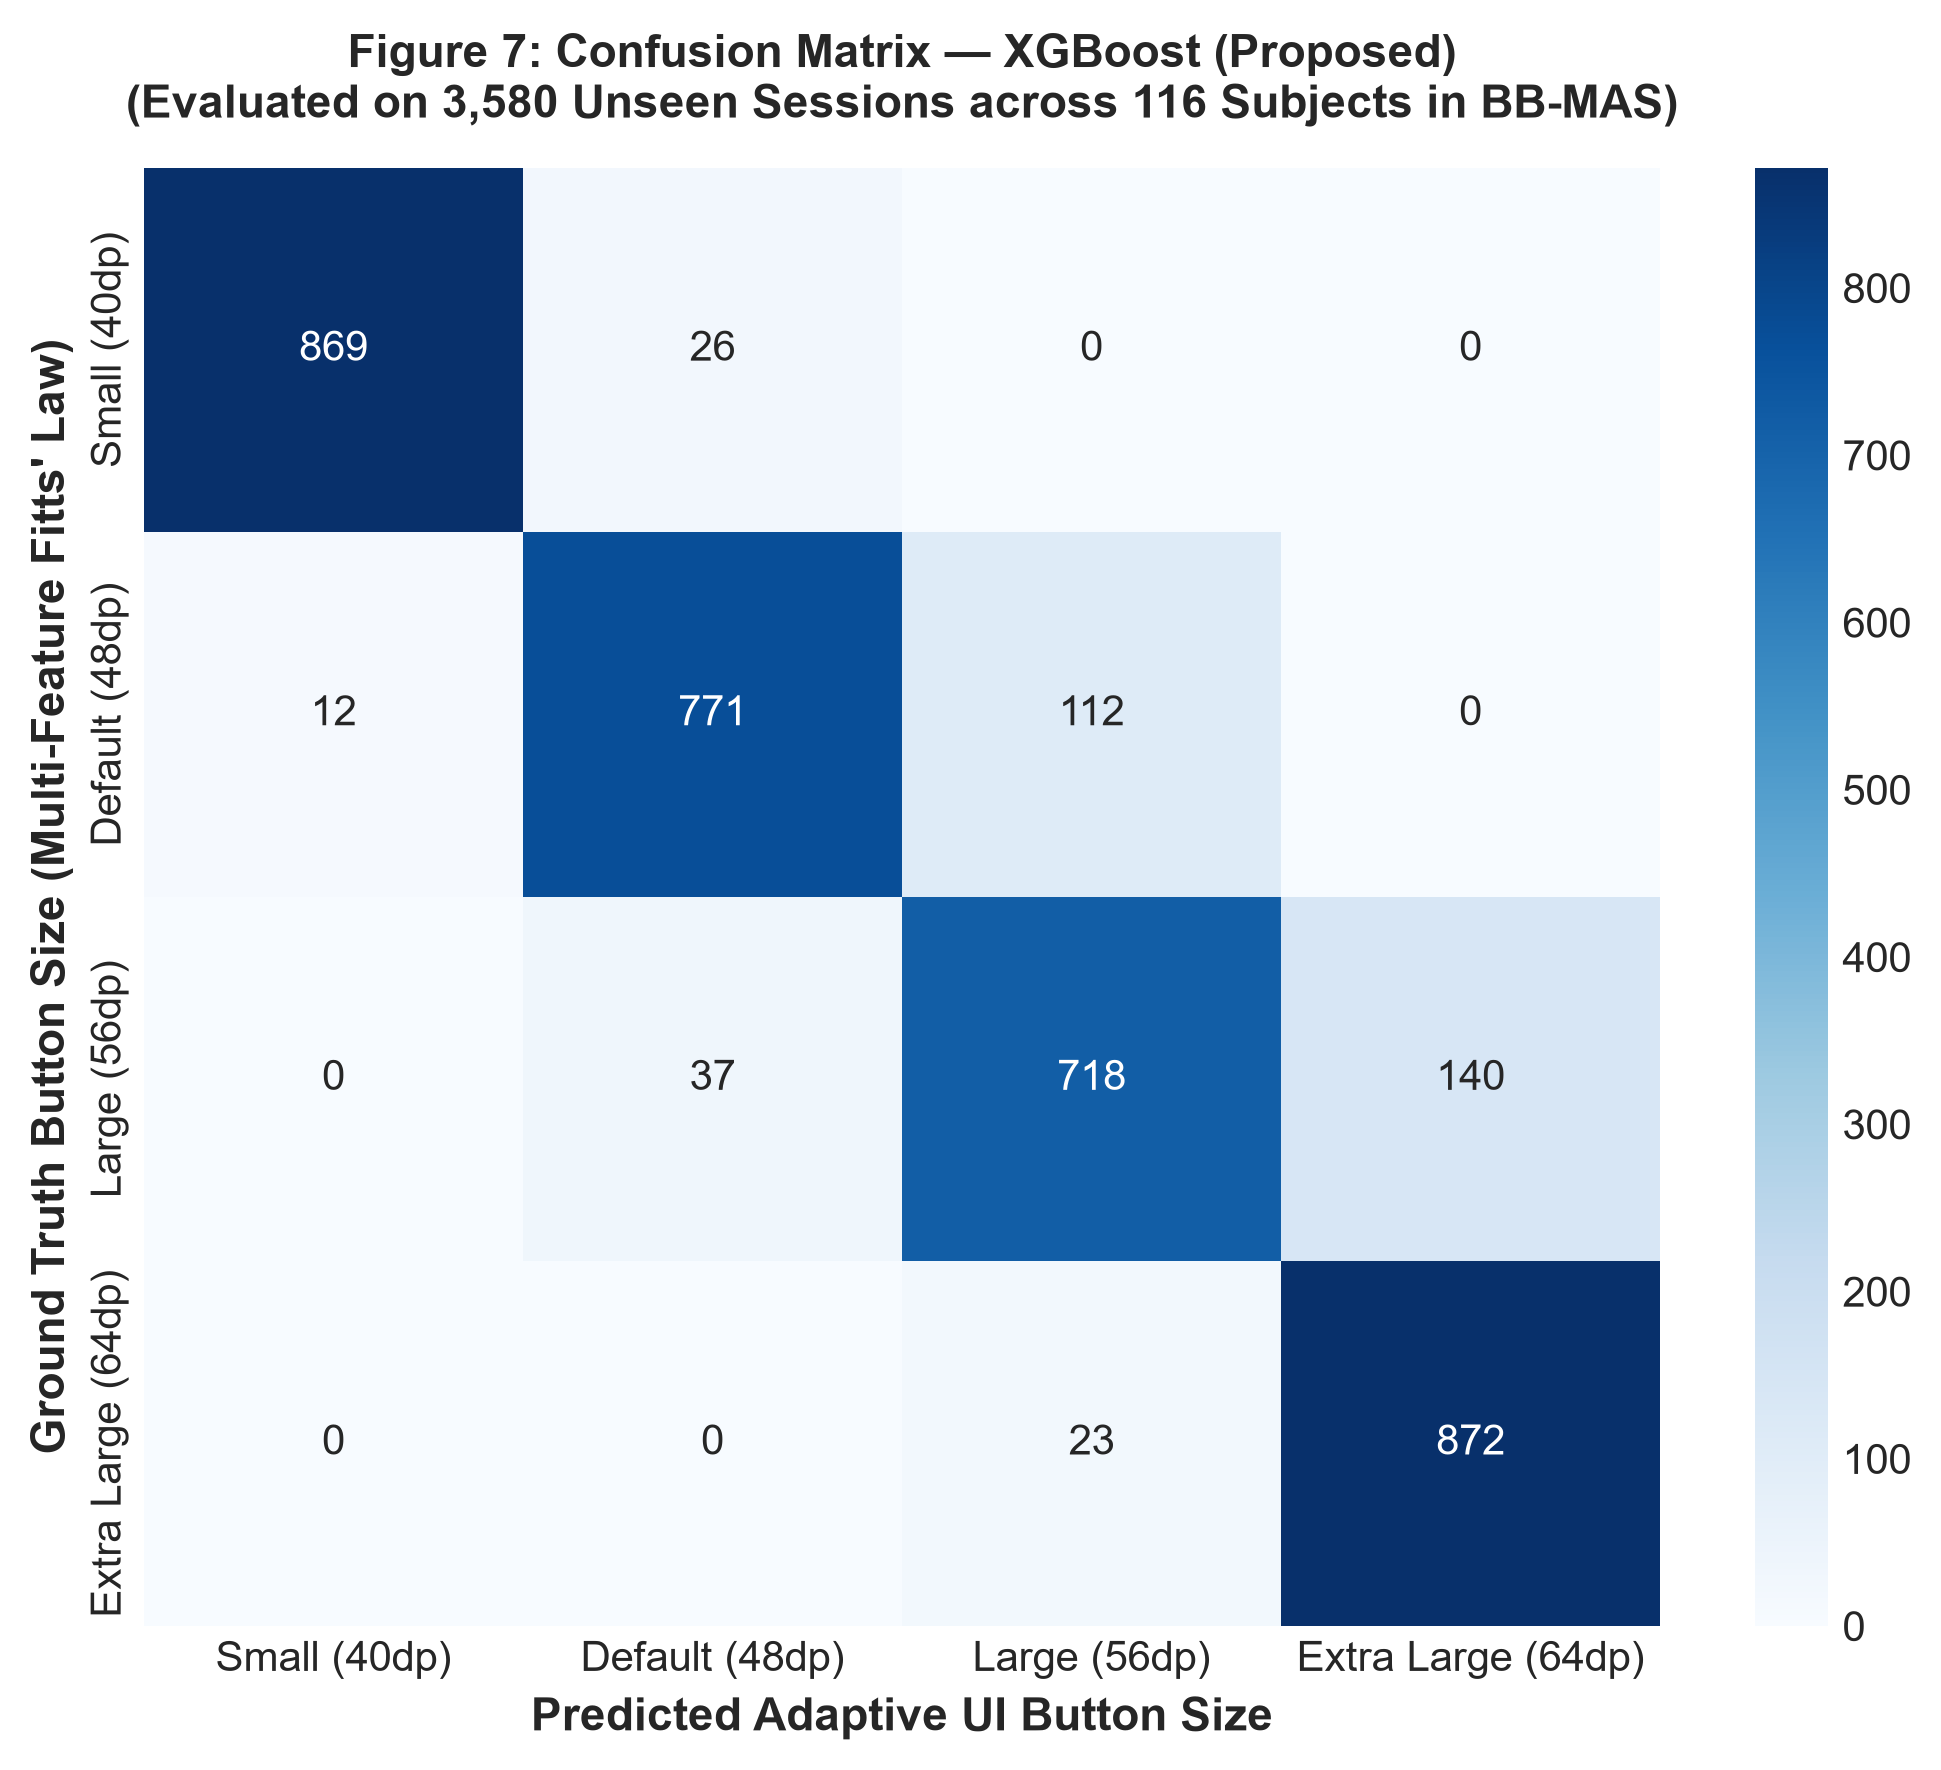 Figure 7: Confusion Matrix — XGBoost (Proposed)
(Evaluated on 3,580 Unseen Sessions across 116 Subjects in BB-MAS)
Ground Truth Button Size (Multi-Feature Fitts' Law)
Small (40dp)
869
26
0
0
Default (48dp)
12
771
112
0
Large (56dp)
0
37
718
140
Extra Large (64dp)
0
0
23
872
Small (40dp)
Default (48dp)
Large (56dp)
Extra Large (64dp)
Predicted Adaptive UI Button Size
800
700
600
500
400
300
200
100
0